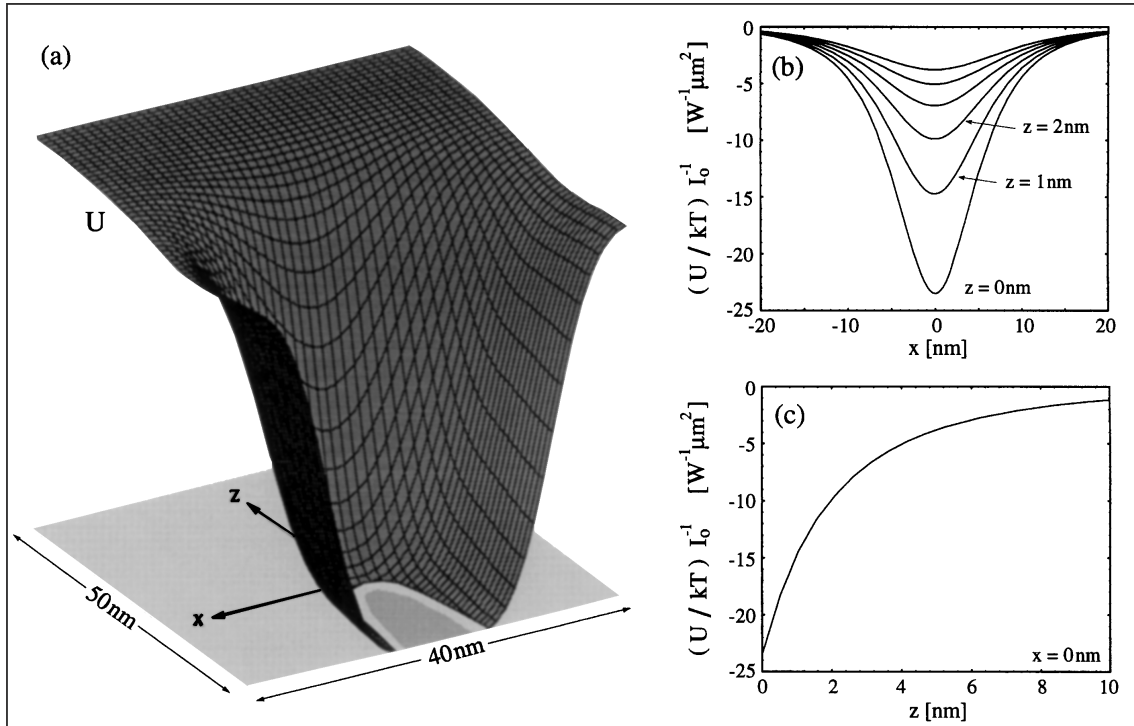 (a)
U
z
x
50nm
40nm
(b)
( U / kT ) I₀⁻¹ [W⁻¹µm²]
0
-5
-10
-15
-20
-25
z = 2nm
z = 1nm
z = 0nm
-20 -10 0 10 20
x [nm]
(c)
( U / kT ) I₀⁻¹ [W⁻¹µm²]
0
-5
-10
-15
-20
-25
x = 0nm
0 2 4 6 8 10
z [nm]